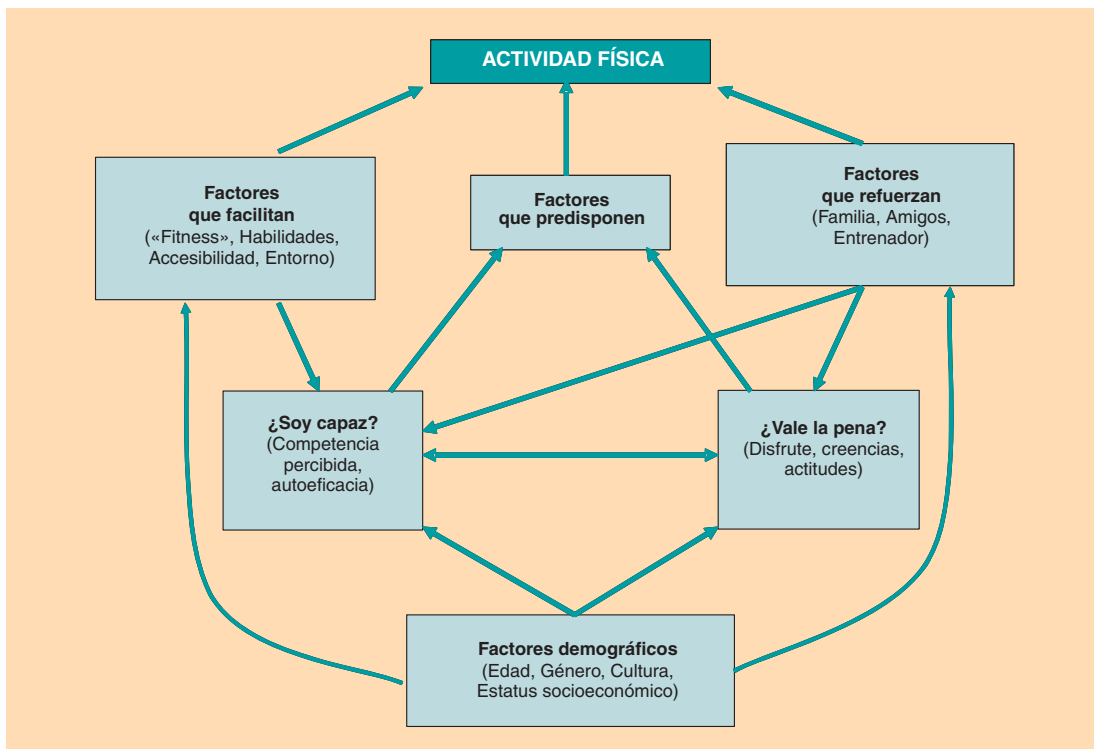 ACTIVIDAD FÍSICA
Factores
que facilitan
(«Fitness», Habilidades,
Accesibilidad, Entorno)
Factores
que predisponen
Factores
que refuerzan
(Familia, Amigos,
Entrenador)
¿Soy capaz?
(Competencia
percibida,
autoeficacia)
¿Vale la pena?
(Disfrute, creencias,
actitudes)
Factores demográficos
(Edad, Género, Cultura,
Estatus socioeconómico)